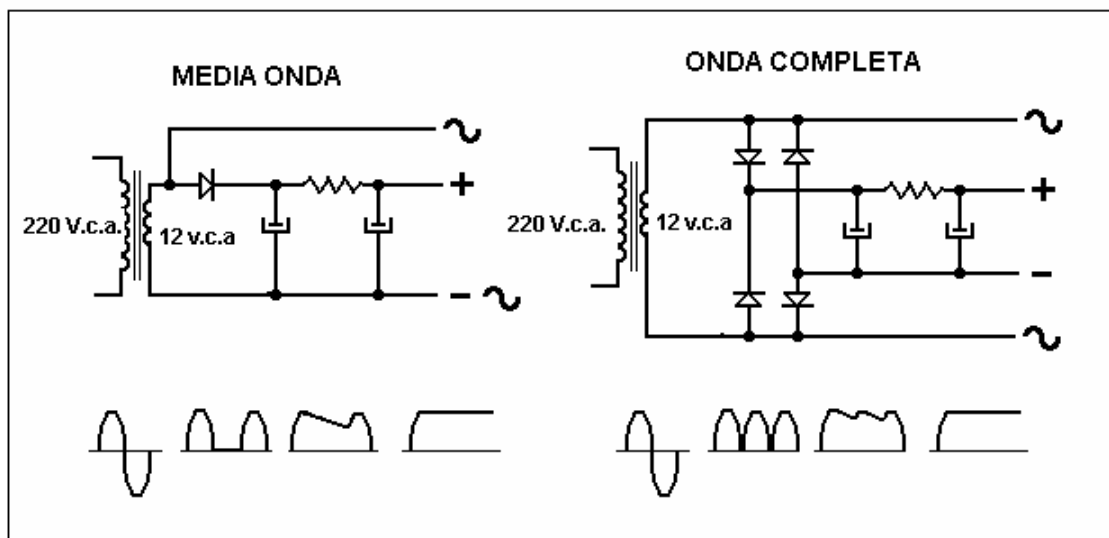 MEDIA ONDA
220 V.c.a.
12 v.c.a
+
-
ONDA COMPLETA
220 V.c.a.
12 v.c.a
+
-